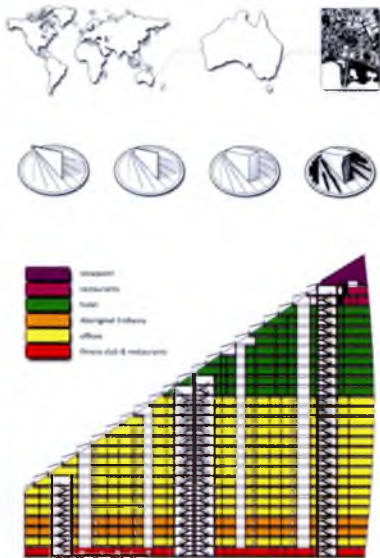 viewpoint
restaurants
hotel
Aboriginal Embassy
offices
fitness club & restaurants